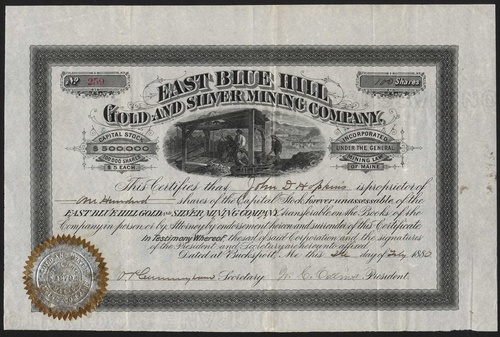 No 250
100 Shares
EAST BLUE HILL
GOLD AND SILVER MINING COMPANY,
CAPITAL STOCK
$500,000
100,000 SHARES
$5 EACH.
INCORPORATED
UNDER THE GENERAL
MINING LAW
OF MAINE
This Certifies that John D Hopkins is proprietor of
One Hundred shares of the Capital Stock, forever unassessable, of the
EAST BLUE HILL GOLD AND SILVER MINING COMPANY, transferable on the Books of the
Company in person or by Attorney by endorsement hereon and surrender of this Certificate.
In Testimony Whereof, the seal of said Corporation and the signatures
of the President and Secretary are hereunto affixed.
Dated at Bucksport, Me this day of July 1880
Secretary President